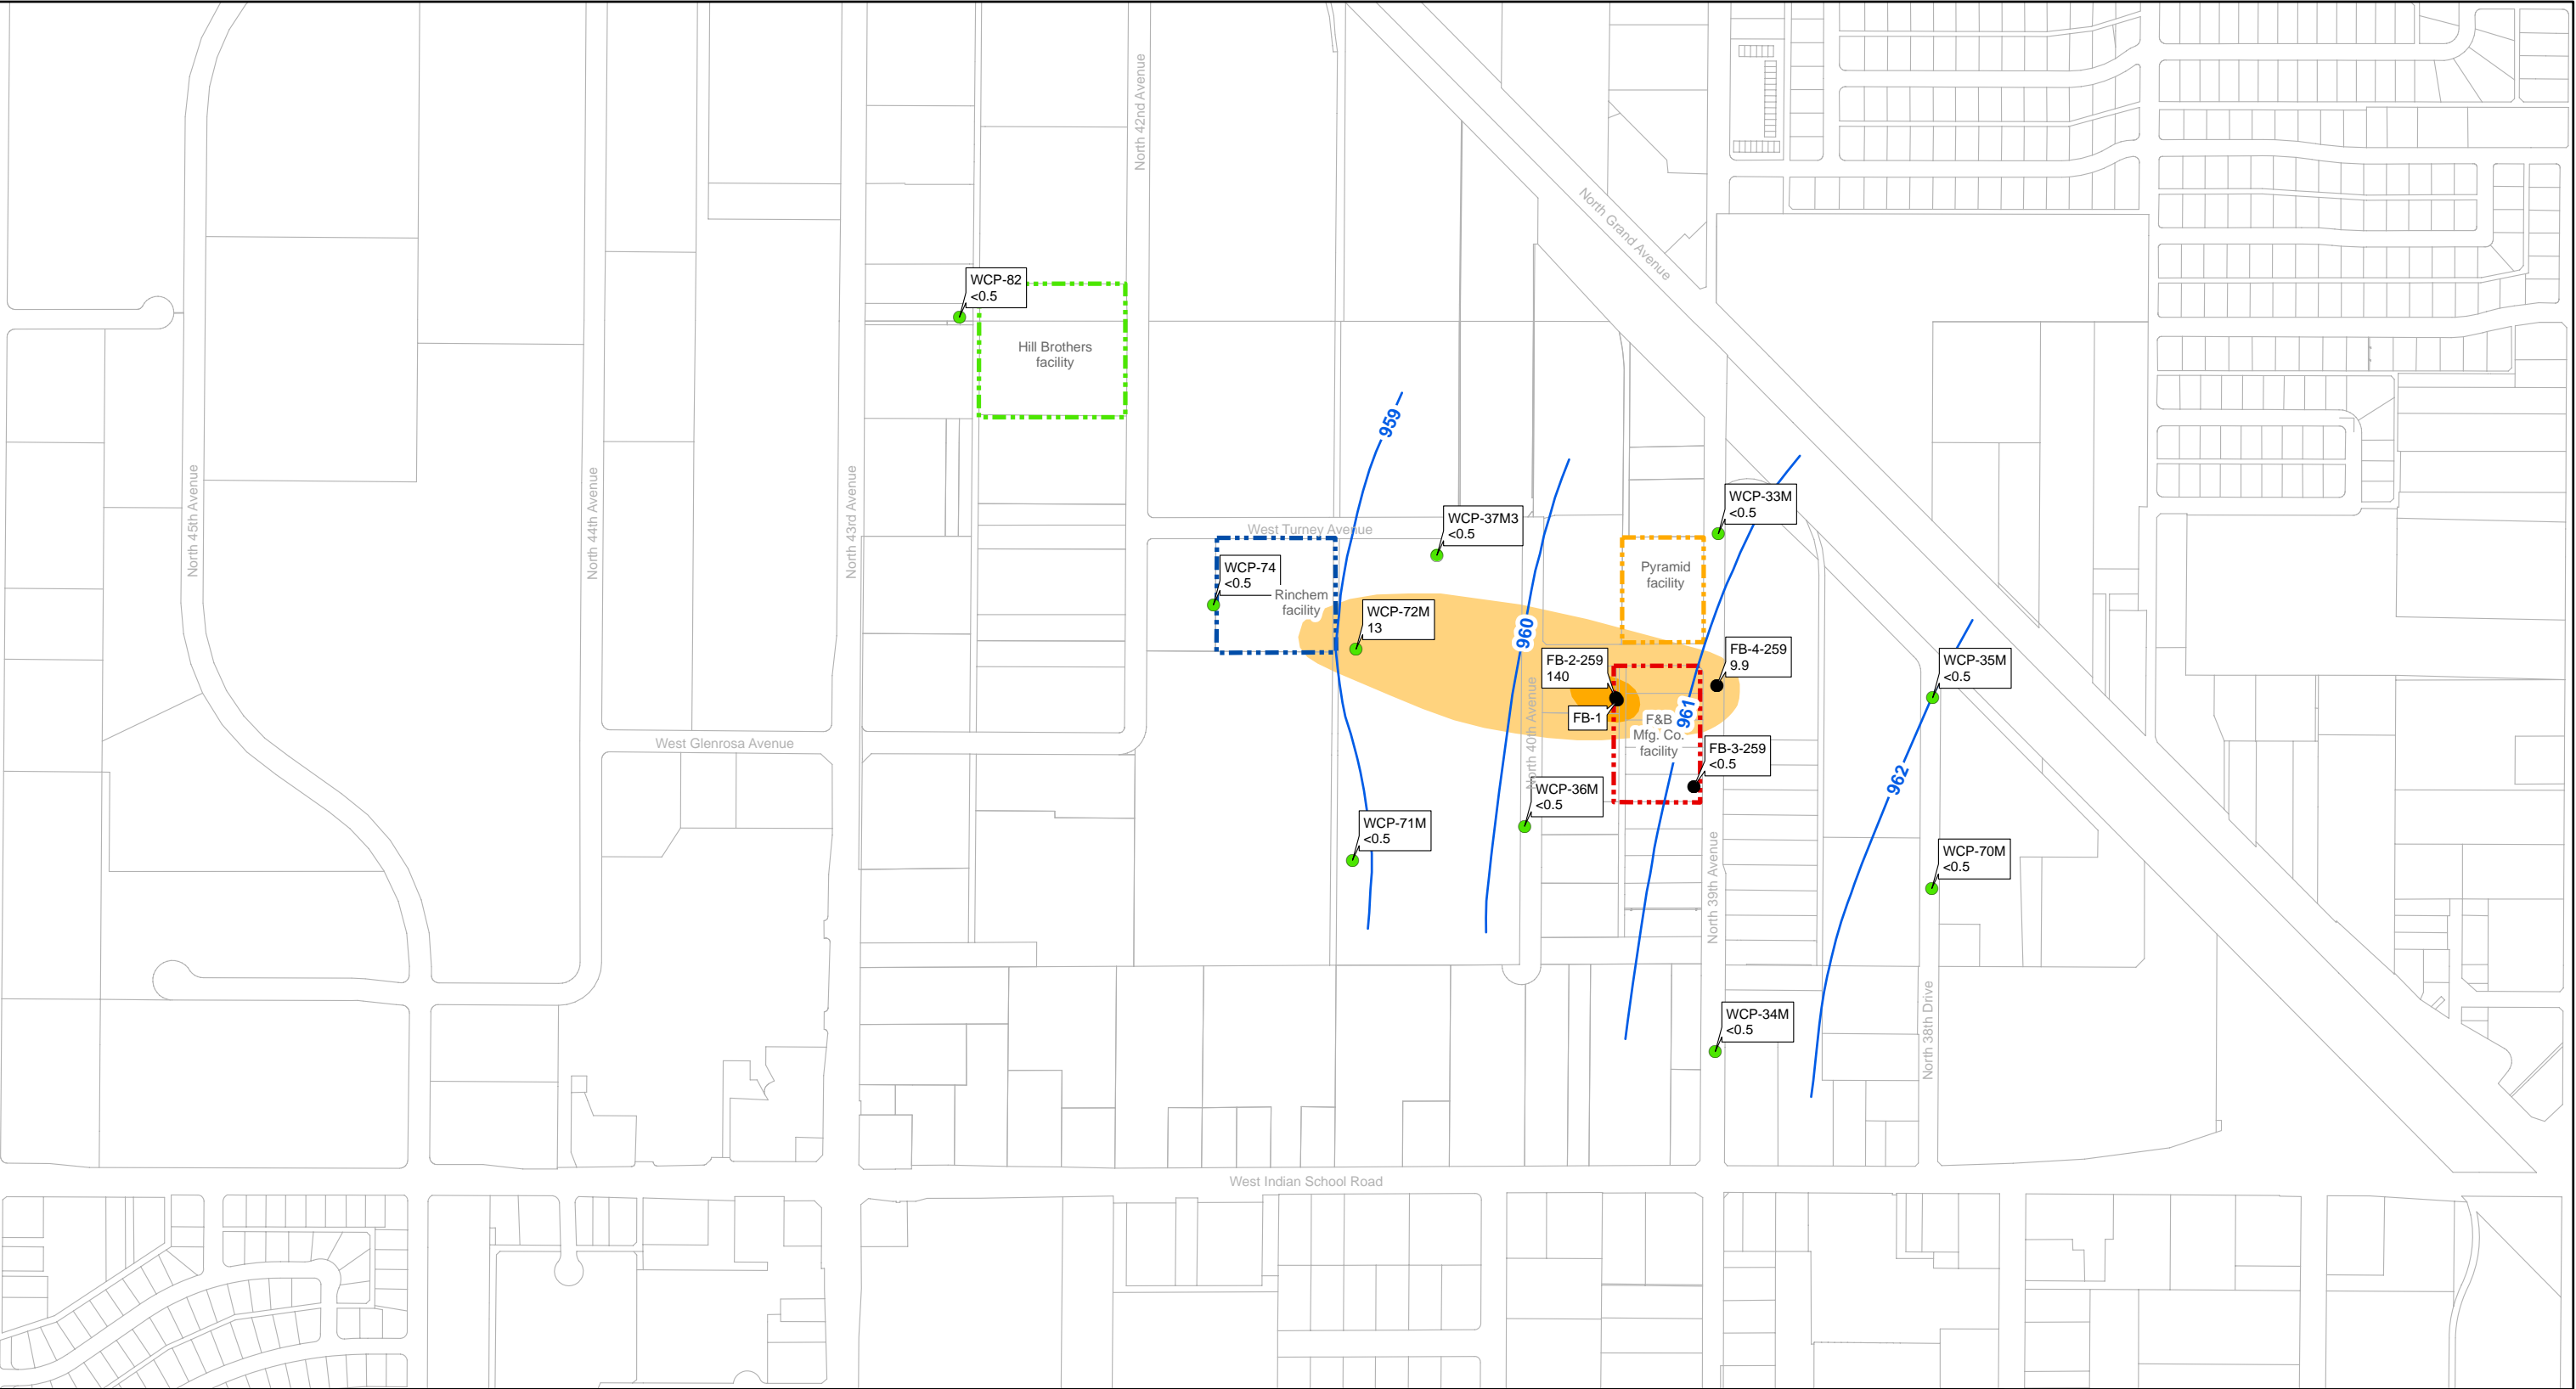 North 42nd Avenue
North Grand Avenue
WCP-82
<0.5
Hill Brothers
facility
959
North 45th Avenue
North 44th Avenue
North 43rd Avenue
WCP-33M
<0.5
WCP-37M3
<0.5
West Turney Avenue
WCP-74
<0.5
Rinchem
facility
Pyramid
facility
WCP-72M
13
960
FB-2-259
140
FB-4-259
9.9
WCP-35M
<0.5
FB-1
961
F&B
Mfg. Co.
facility
North 40th Avenue
West Glenrosa Avenue
FB-3-259
<0.5
962
WCP-36M
<0.5
WCP-71M
<0.5
North 39th Avenue
WCP-70M
<0.5
WCP-34M
<0.5
North 38th Drive
West Indian School Road